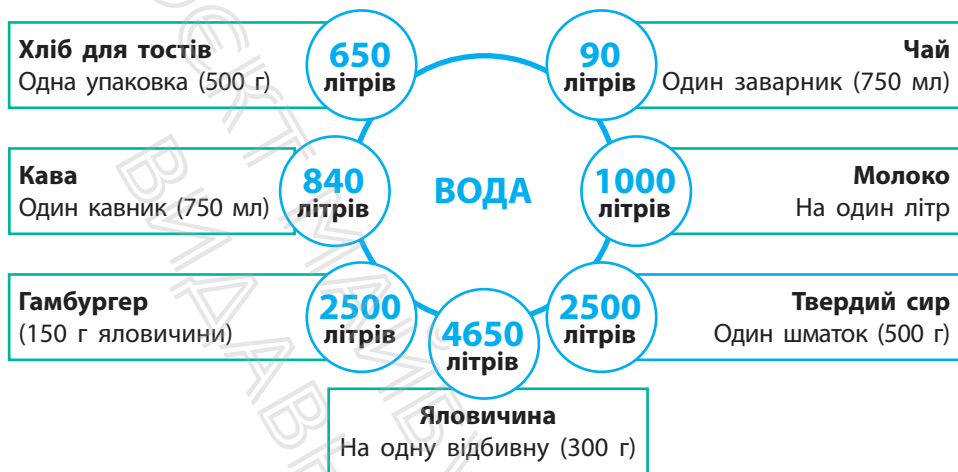 Хліб для тостів
Одна упаковка (500 г)
650
літрів
90
літрів
Чай
Один заварник (750 мл)
Кава
Один кавник (750 мл)
840
літрів
ВОДА
1000
літрів
Молоко
На один літр
Гамбургер
(150 г яловичини)
2500
літрів
4650
літрів
2500
літрів
Твердий сир
Один шматок (500 г)
Яловичина
На одну відбивну (300 г)